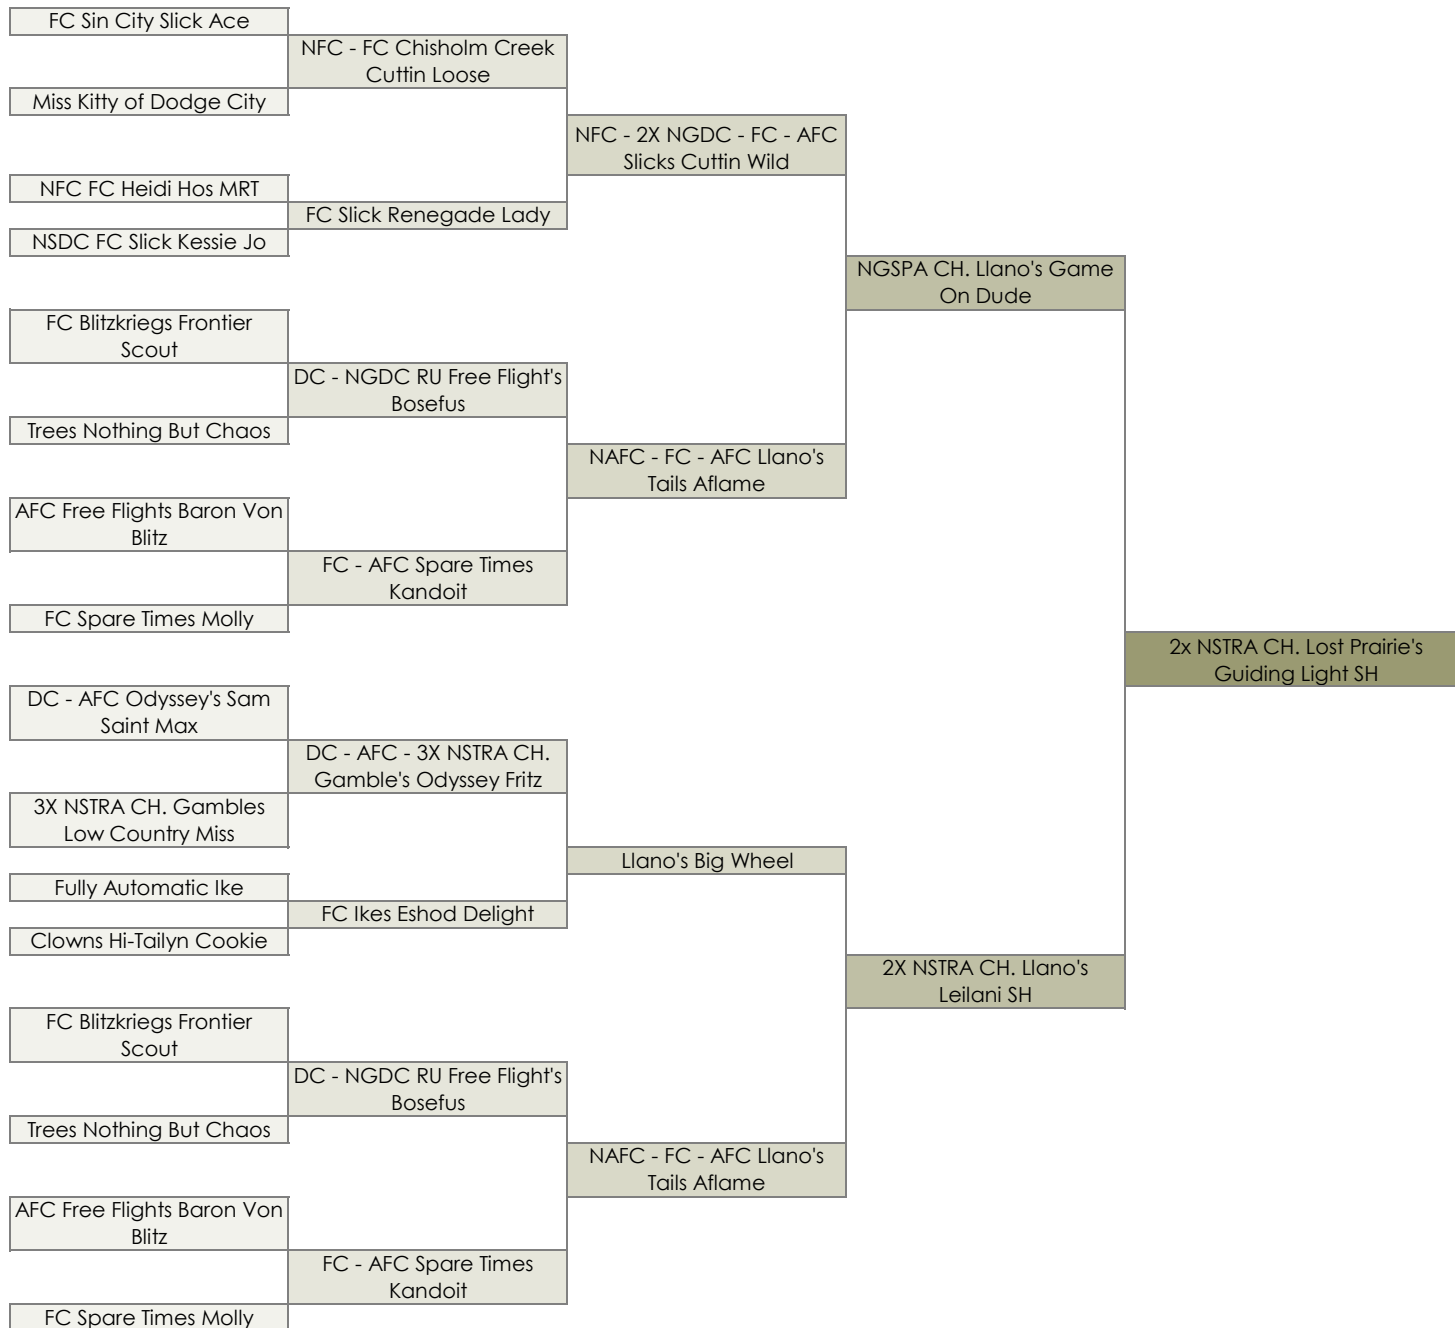 FC Sin City Slick Ace
NFC - FC Chisholm Creek
Cuttin Loose
Miss Kitty of Dodge City
NFC - 2X NGDC - FC - AFC
Slicks Cuttin Wild
NFC FC Heidi Hos MRT
FC Slick Renegade Lady
NSDC FC Slick Kessie Jo
NGSPA CH. Llano's Game
On Dude
FC Blitzkriegs Frontier
Scout
DC - NGDC RU Free Flight's
Bosefus
Trees Nothing But Chaos
NAFC - FC - AFC Llano's
Tails Aflame
AFC Free Flights Baron Von
Blitz
FC - AFC Spare Times
Kandoit
FC Spare Times Molly
2x NSTRA CH. Lost Prairie's
Guiding Light SH
DC - AFC Odyssey's Sam
Saint Max
DC - AFC - 3X NSTRA CH.
Gamble's Odyssey Fritz
3X NSTRA CH. Gambles
Low Country Miss
Llano's Big Wheel
Fully Automatic Ike
FC Ikes Eshod Delight
Clowns Hi-Tailyn Cookie
2X NSTRA CH. Llano's
Leilani SH
FC Blitzkriegs Frontier
Scout
DC - NGDC RU Free Flight's
Bosefus
Trees Nothing But Chaos
NAFC - FC - AFC Llano's
Tails Aflame
AFC Free Flights Baron Von
Blitz
FC - AFC Spare Times
Kandoit
FC Spare Times Molly